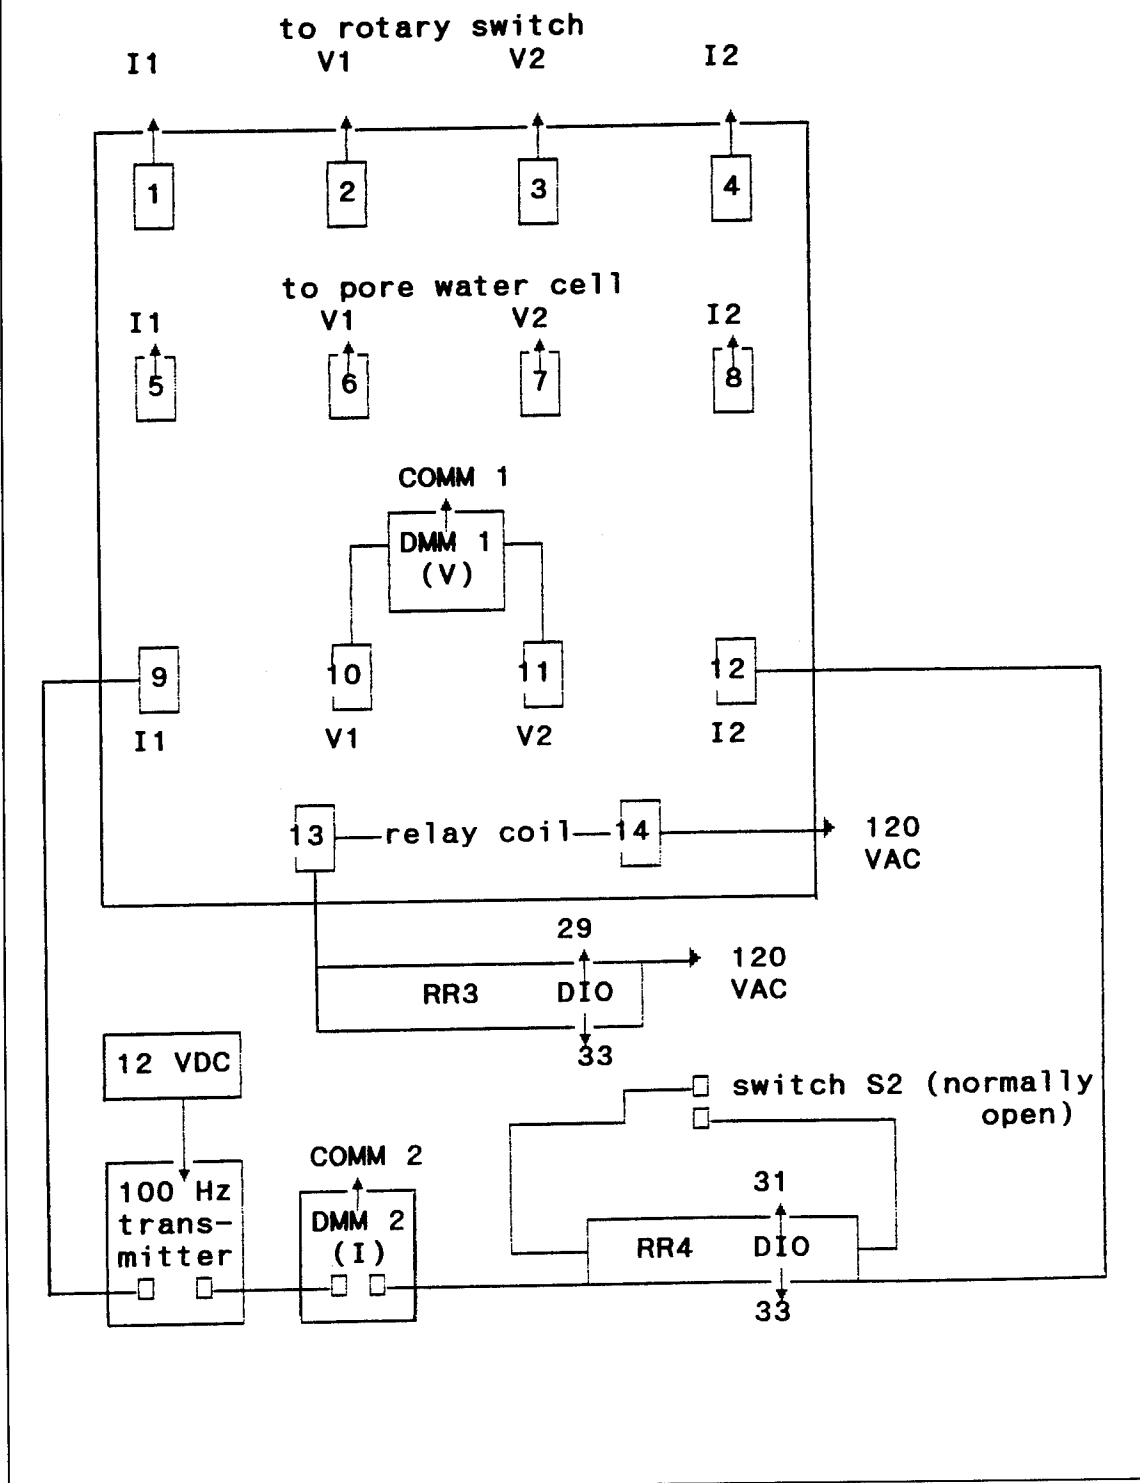 to rotary switch
I1 V1 V2 I2
1 2 3 4
to pore water cell
I1 V1 V2 I2
5 6 7 8
COMM 1
DMM 1
(V)
9 10 11 12
I1 V1 V2 I2
13 relay coil 14 120
VAC
29
RR3 DIO 120
VAC
33
12 VDC
switch S2 (normally
open)
COMM 2
31
100 Hz
trans-
mitter
DMM 2
(I)
RR4 DIO
33